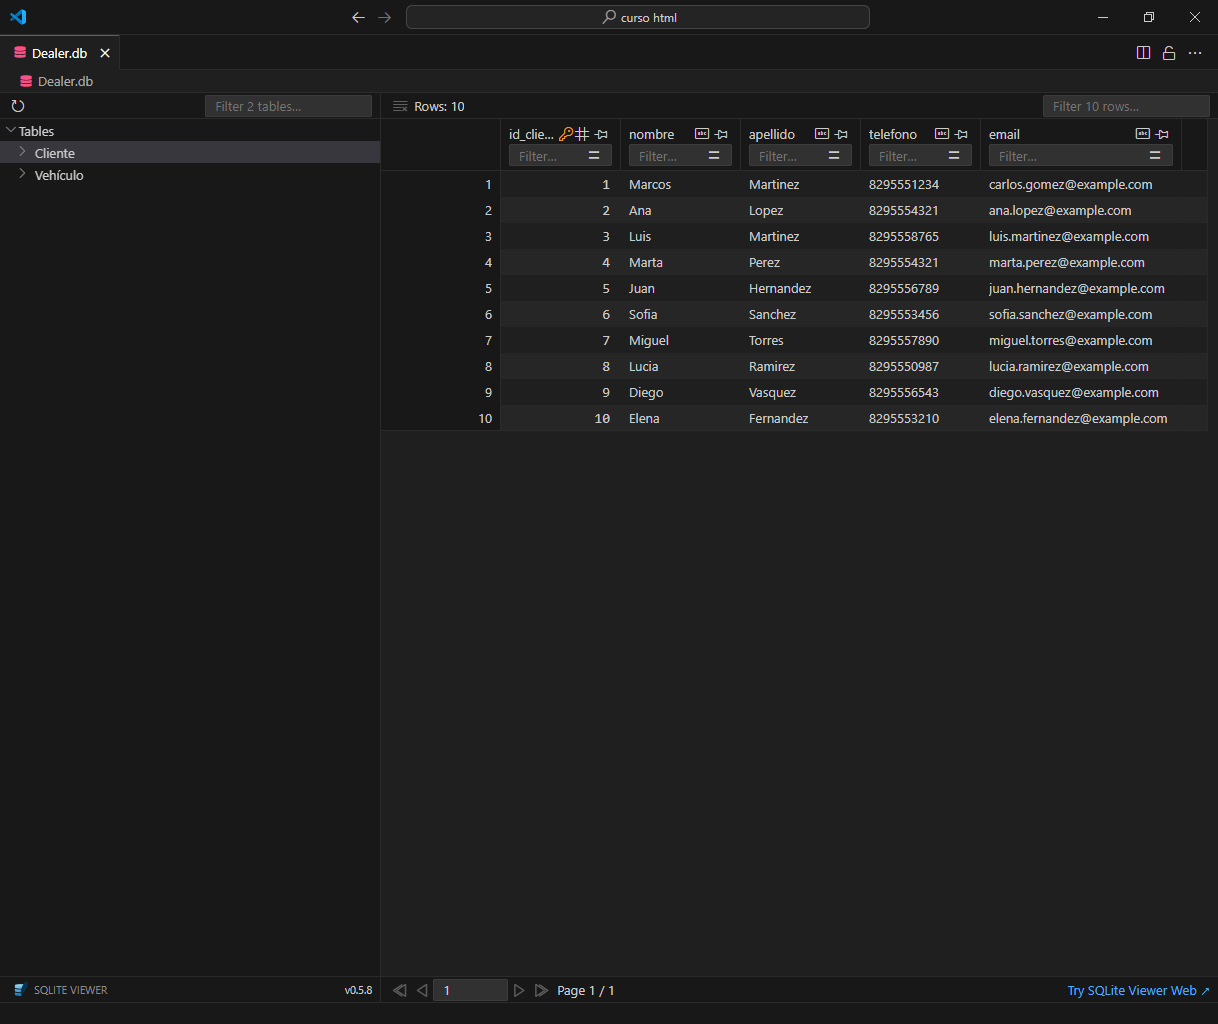 curso html
Dealer.db
Dealer.db
Filter 2 tables...
Rows: 10
Filter 10 rows...
Tables
Cliente
Vehículo
id_clie... nombre apellido telefono email
Filter... Filter... Filter... Filter... Filter...
1 1 Marcos Martinez 8295551234 carlos.gomez@example.com
2 2 Ana Lopez 8295554321 ana.lopez@example.com
3 3 Luis Martinez 8295558765 luis.martinez@example.com
4 4 Marta Perez 8295554321 marta.perez@example.com
5 5 Juan Hernandez 8295556789 juan.hernandez@example.com
6 6 Sofia Sanchez 8295553456 sofia.sanchez@example.com
7 7 Miguel Torres 8295557890 miguel.torres@example.com
8 8 Lucia Ramirez 8295550987 lucia.ramirez@example.com
9 9 Diego Vasquez 8295556543 diego.vasquez@example.com
10 10 Elena Fernandez 8295553210 elena.fernandez@example.com
SQLITE VIEWER v0.5.8
1 Page 1 / 1
Try SQLite Viewer Web ↗